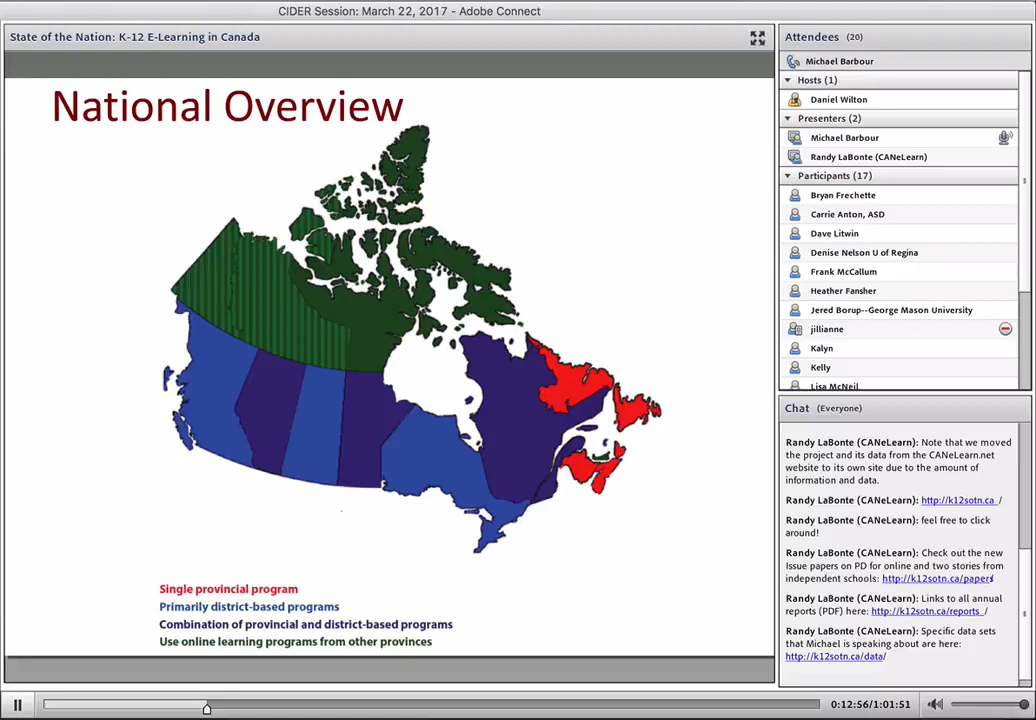 CIDER Session: March 22, 2017 - Adobe Connect
State of the Nation: K-12 E-Learning in Canada
National Overview
Single provincial program
Primarily district-based programs
Combination of provincial and district-based programs
Use online learning programs from other provinces
Attendees (20)
Michael Barbour
Hosts (1)
Daniel Wilton
Presenters (2)
Michael Barbour
Randy LaBonte (CANeLearn)
Participants (17)
Bryan Frechette
Carrie Anton, ASD
Dave Litwin
Denise Nelson U of Regina
Frank McCallum
Heather Fansher
Jered Borup--George Mason University
jillianne
Kalyn
Kelly
Lisa McNeil
Chat (Everyone)
Randy LaBonte (CANeLearn): Note that we moved
the project and its data from the CANeLearn.net
website to its own site due to the amount of
information and data.
Randy LaBonte (CANeLearn): http://k12sotn.ca /
Randy LaBonte (CANeLearn): feel free to click
around!
Randy LaBonte (CANeLearn): Check out the new
Issue papers on PD for online and two stories from
independent schools: http://k12sotn.ca/papers/
Randy LaBonte (CANeLearn): Links to all annual
reports (PDF) here: http://k12sotn.ca/reports /
Randy LaBonte (CANeLearn): Specific data sets
that Michael is speaking about are here:
http://k12sotn.ca/data/
0:12:56/1:01:51